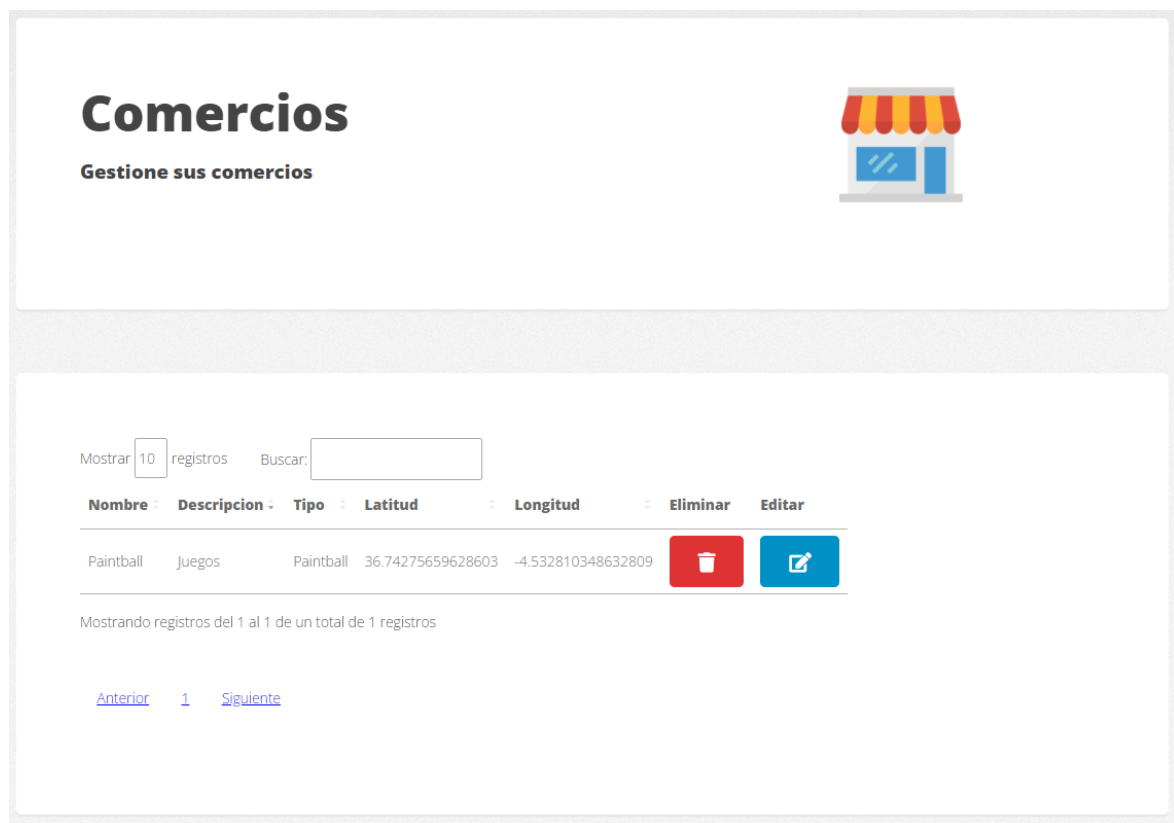 Comercios
Gestione sus comercios
Mostrar 10 registros Buscar:
Nombre Descripcion Tipo Latitud Longitud Eliminar Editar
Paintball Juegos Paintball 36.74275659628603 -4.532810348632809
Mostrando registros del 1 al 1 de un total de 1 registros
Anterior 1 Siguiente